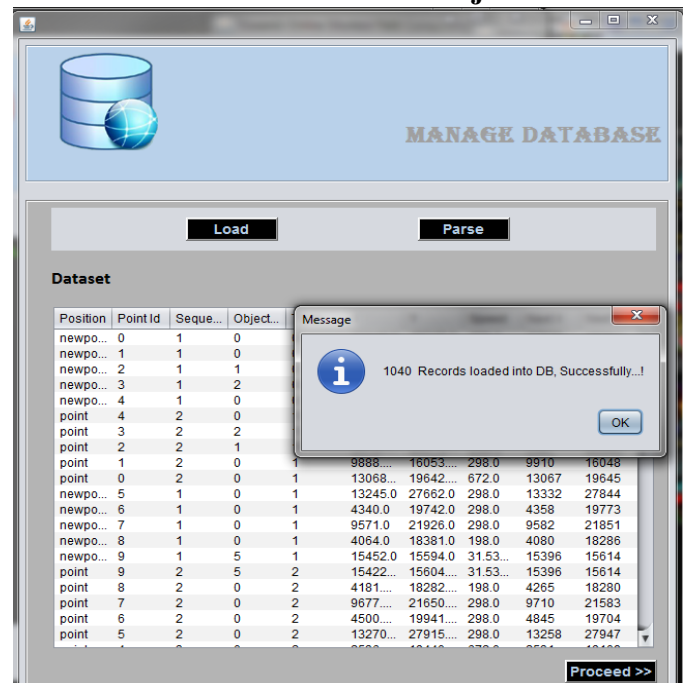 MANAGE DATABASE
Load Parse
Dataset
Position Point Id Seque... Object...
Message
1040 Records loaded into DB, Successfully...!
OK
newpo... 0 1 0
newpo... 1 1 0
newpo... 2 1 1
newpo... 3 1 2
newpo... 4 1 0
point 4 2 0
point 3 2 2
point 2 2 1
point 1 2 0 1 9888.... 16053.... 298.0 9910 16048
point 0 2 0 1 13068... 19642.... 672.0 13067 19645
newpo... 5 1 0 1 13245.0 27662.0 298.0 13332 27844
newpo... 6 1 0 1 4340.0 19742.0 298.0 4358 19773
newpo... 7 1 0 1 9571.0 21926.0 298.0 9582 21851
newpo... 8 1 0 1 4064.0 18381.0 198.0 4080 18286
newpo... 9 1 5 1 15452.0 15594.0 31.53... 15396 15614
point 9 2 5 2 15422... 15604.... 31.53... 15396 15614
point 8 2 0 2 4181.... 18282.... 198.0 4265 18280
point 7 2 0 2 9677.... 21650.... 298.0 9710 21583
point 6 2 0 2 4500.... 19941.... 298.0 4845 19704
point 5 2 0 2 13270... 27915.... 298.0 13258 27947
Proceed >>